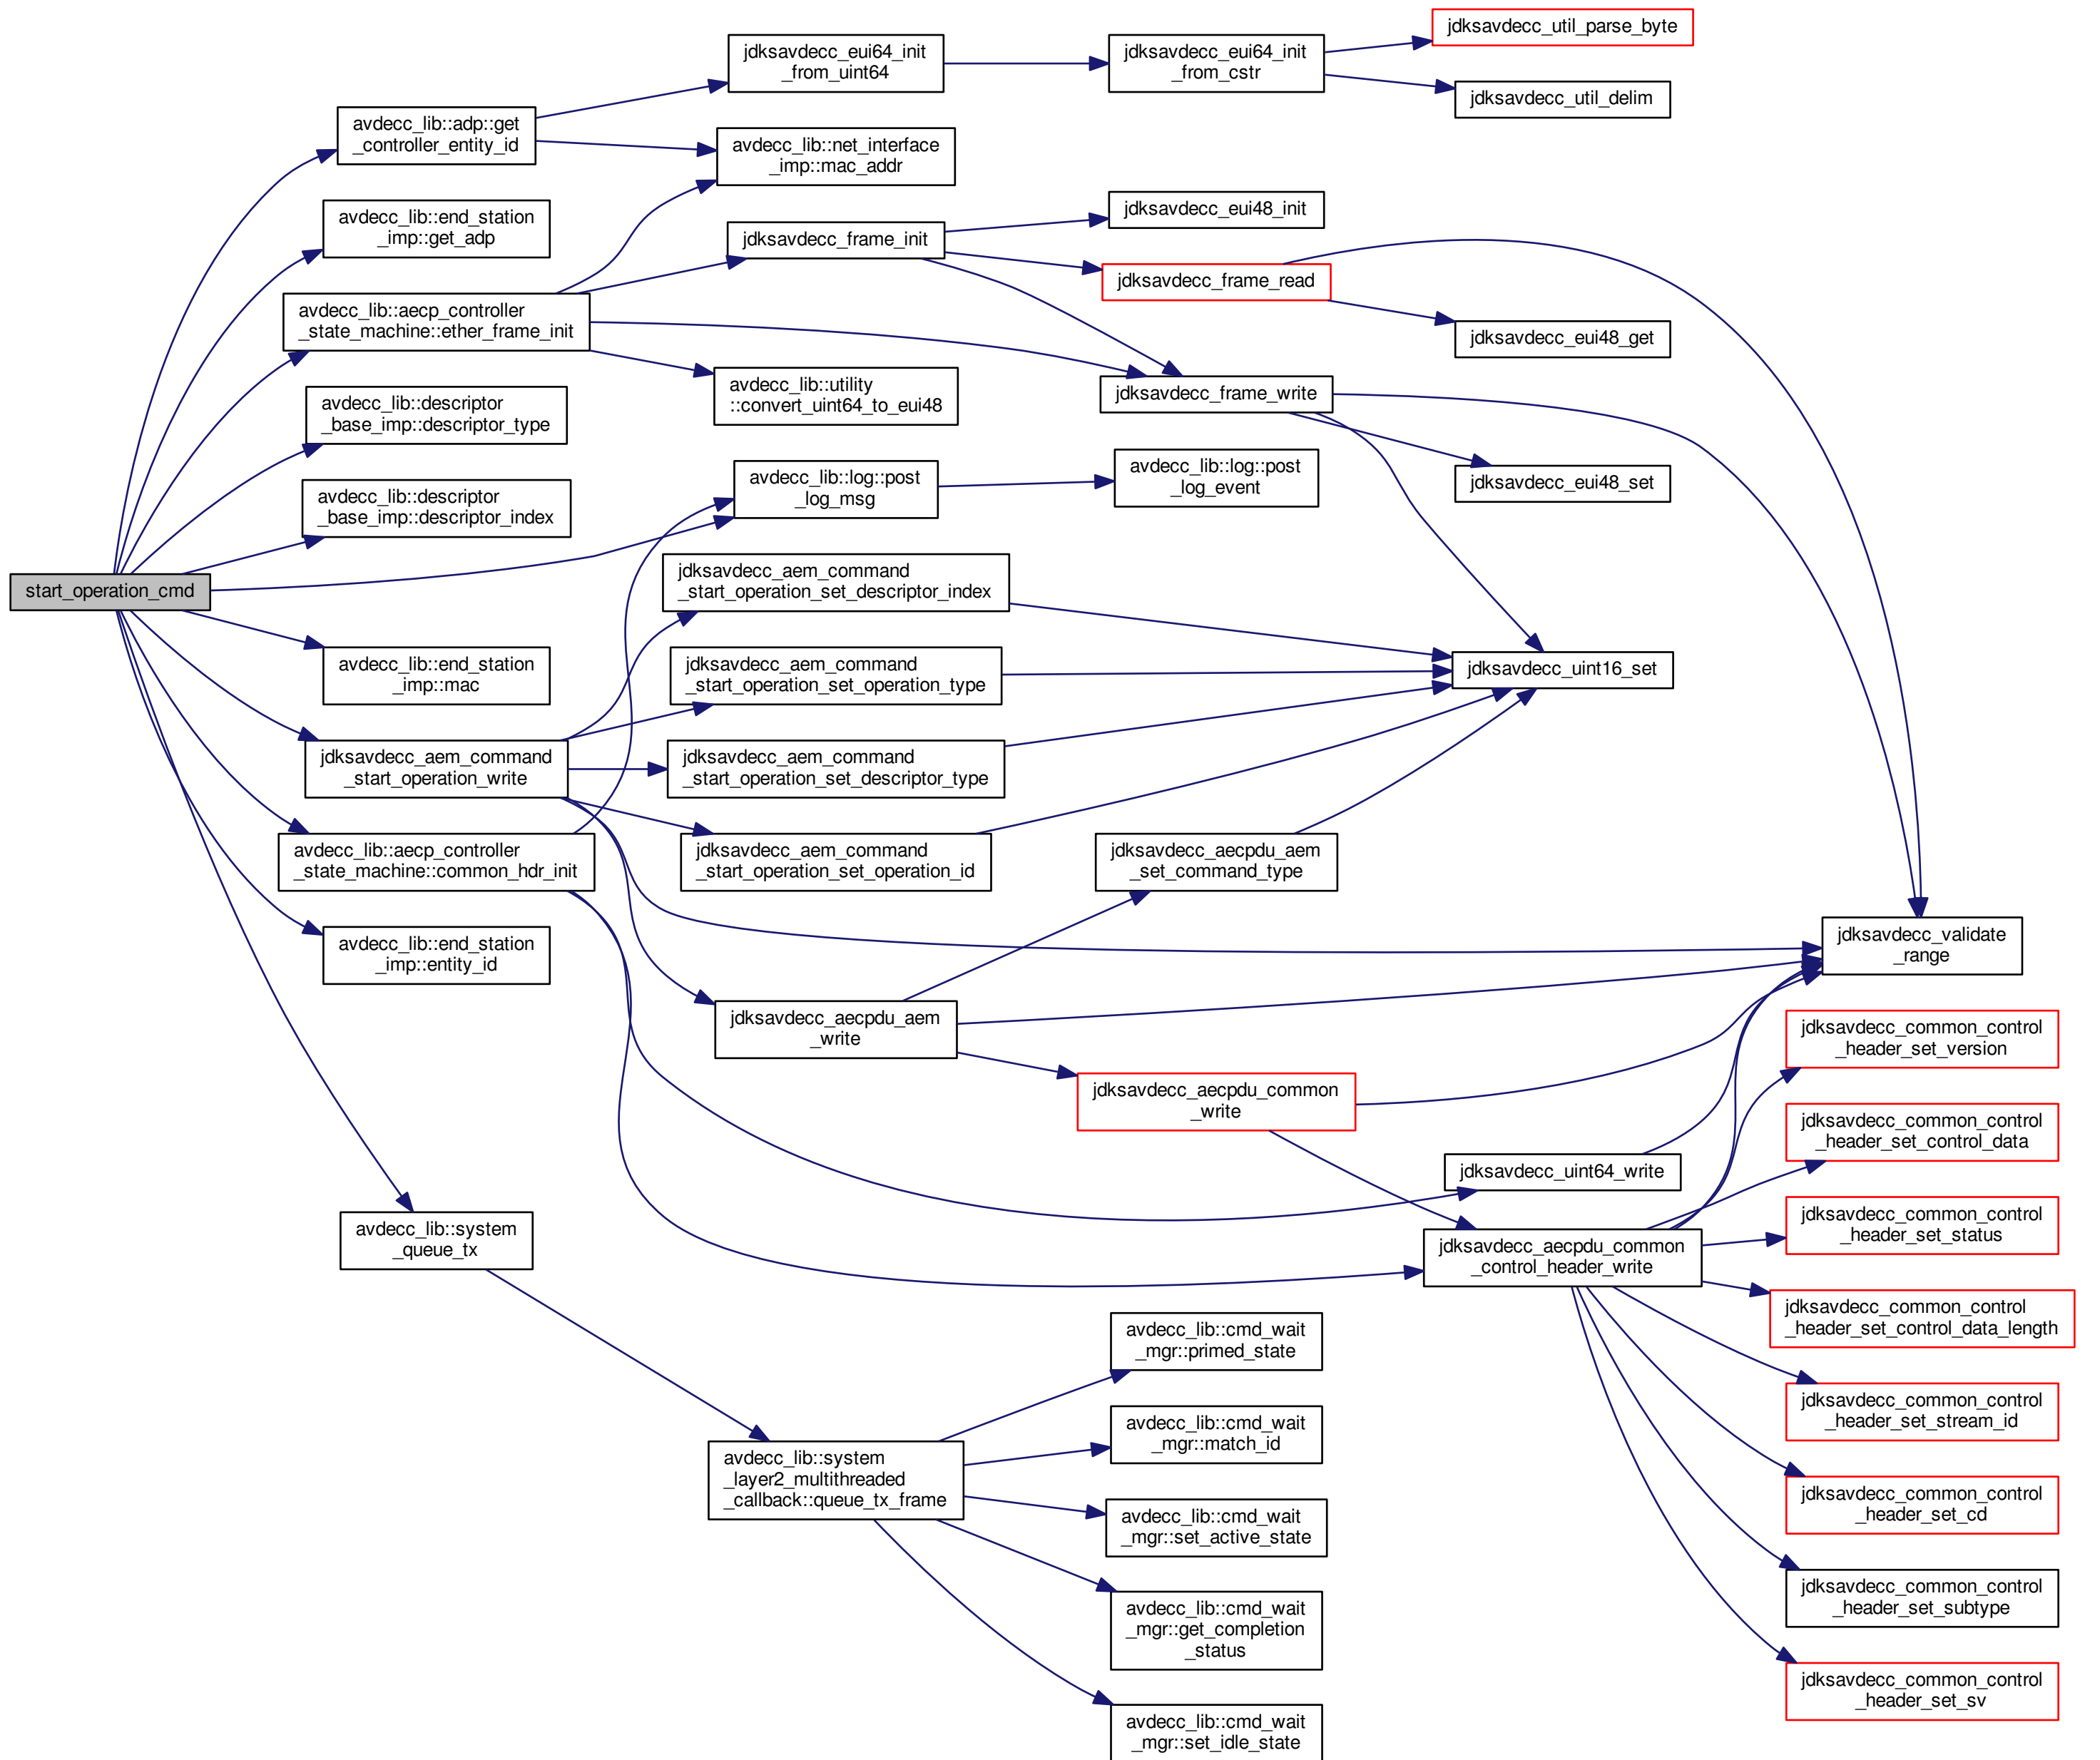 start_operation_cmd
avdecc_lib::adp::get
_controller_entity_id
avdecc_lib::end_station
_imp::get_adp
avdecc_lib::aecp_controller
_state_machine::ether_frame_init
avdecc_lib::descriptor
_base_imp::descriptor_type
avdecc_lib::descriptor
_base_imp::descriptor_index
avdecc_lib::end_station
_imp::mac
jdksavdecc_aem_command
_start_operation_write
avdecc_lib::aecp_controller
_state_machine::common_hdr_init
avdecc_lib::end_station
_imp::entity_id
avdecc_lib::system
_queue_tx
jdksavdecc_eui64_init
_from_uint64
avdecc_lib::net_interface
_imp::mac_addr
jdksavdecc_frame_init
avdecc_lib::utility
::convert_uint64_to_eui48
avdecc_lib::log::post
_log_msg
jdksavdecc_aem_command
_start_operation_set_descriptor_index
jdksavdecc_aem_command
_start_operation_set_operation_type
jdksavdecc_aem_command
_start_operation_set_descriptor_type
jdksavdecc_aem_command
_start_operation_set_operation_id
jdksavdecc_aecpdu_aem
_write
avdecc_lib::system
_layer2_multithreaded
_callback::queue_tx_frame
jdksavdecc_eui64_init
_from_cstr
jdksavdecc_eui48_init
jdksavdecc_frame_read
jdksavdecc_frame_write
avdecc_lib::log::post
_log_event
jdksavdecc_aecpdu_aem
_set_command_type
jdksavdecc_aecpdu_common
_write
avdecc_lib::cmd_wait
_mgr::primed_state
avdecc_lib::cmd_wait
_mgr::match_id
avdecc_lib::cmd_wait
_mgr::set_active_state
avdecc_lib::cmd_wait
_mgr::get_completion
_status
avdecc_lib::cmd_wait
_mgr::set_idle_state
jdksavdecc_util_parse_byte
jdksavdecc_util_delim
jdksavdecc_eui48_get
jdksavdecc_eui48_set
jdksavdecc_uint16_set
jdksavdecc_uint64_write
jdksavdecc_aecpdu_common
_control_header_write
jdksavdecc_validate
_range
jdksavdecc_common_control
_header_set_version
jdksavdecc_common_control
_header_set_control_data
jdksavdecc_common_control
_header_set_status
jdksavdecc_common_control
_header_set_control_data_length
jdksavdecc_common_control
_header_set_stream_id
jdksavdecc_common_control
_header_set_cd
jdksavdecc_common_control
_header_set_subtype
jdksavdecc_common_control
_header_set_sv